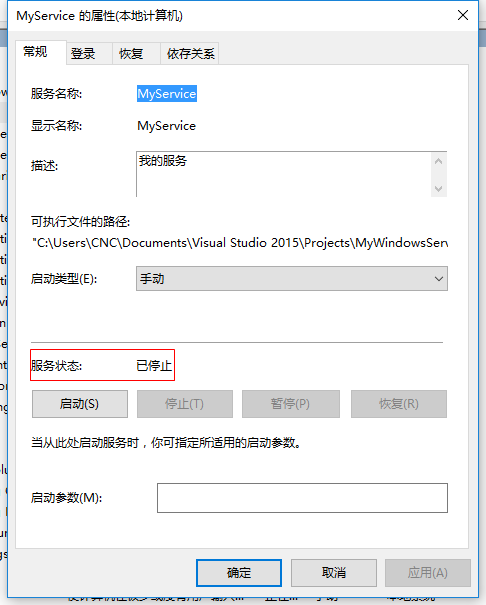 MyService 的属性(本地计算机)
常规 登录 恢复 依存关系
服务名称: MyService
显示名称: MyService
描述: 我的服务
可执行文件的路径:
"C:\Users\CNC\Documents\Visual Studio 2015\Projects\MyWindowsServ
启动类型(E): 手动
服务状态: 已停止
启动(S) 停止(T) 暂停(P) 恢复(R)
当从此处启动服务时，你可指定所适用的启动参数。
启动参数(M):
确定 取消 应用(A)